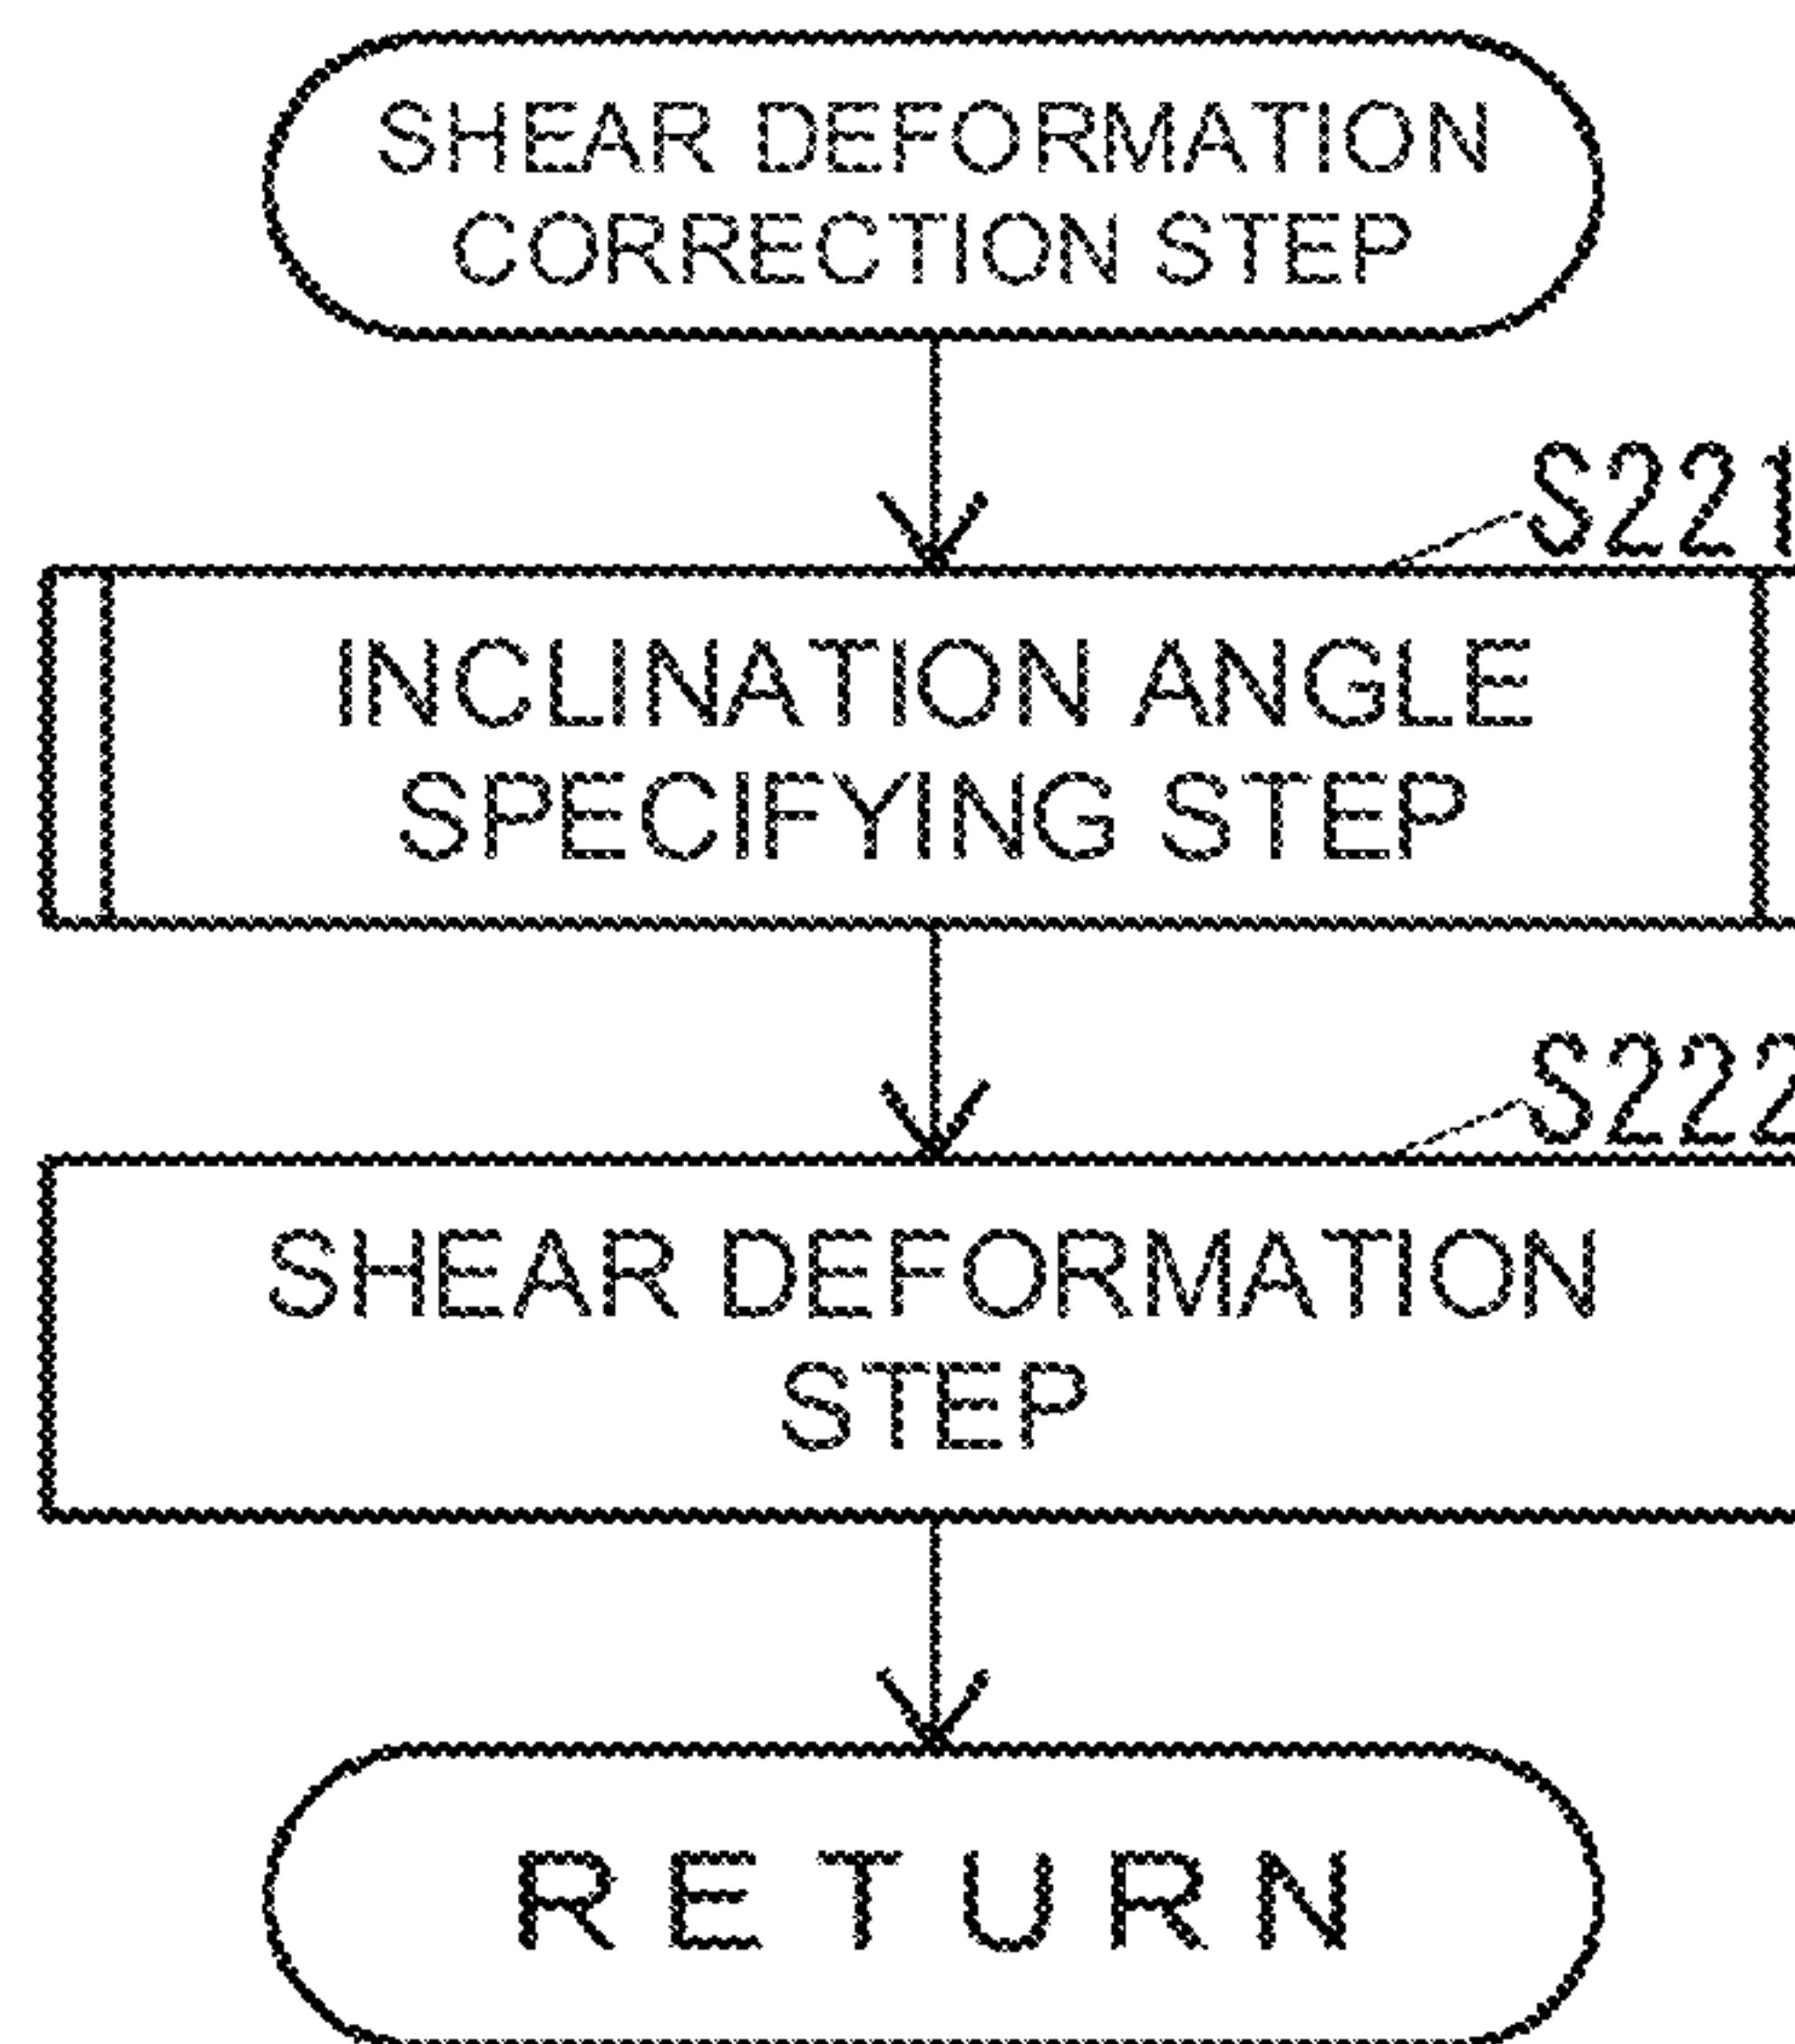 SHEAR DEFORMATION
CORRECTION STEP
S221
INCLINATION ANGLE
SPECIFYING STEP
S222
SHEAR DEFORMATION
STEP
RETURN